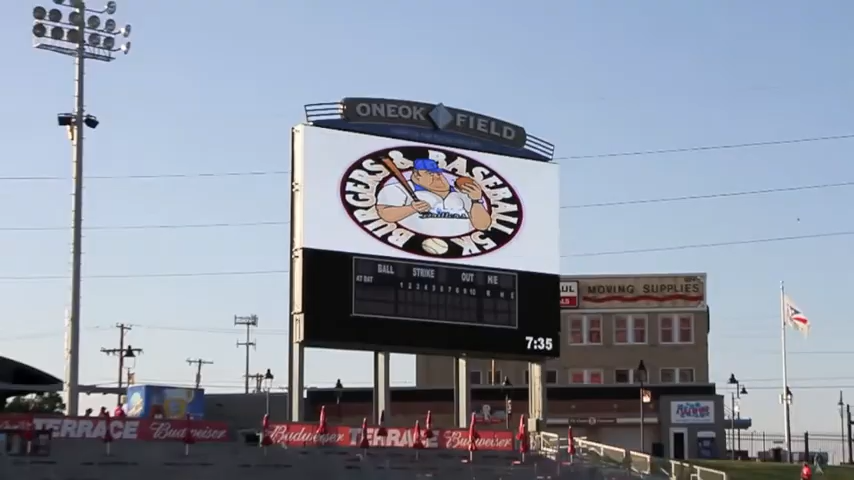 ONEOK FIELD
BURGERS & BASEBALL 5K
Drillers
BALL STRIKE OUT H E
AT BAT 1 2 3 4 5 6 7 8 9 10 R H E
7:35
MOVING SUPPLIES
TERRACE Budweiser
Budweiser TERRACE Budweiser